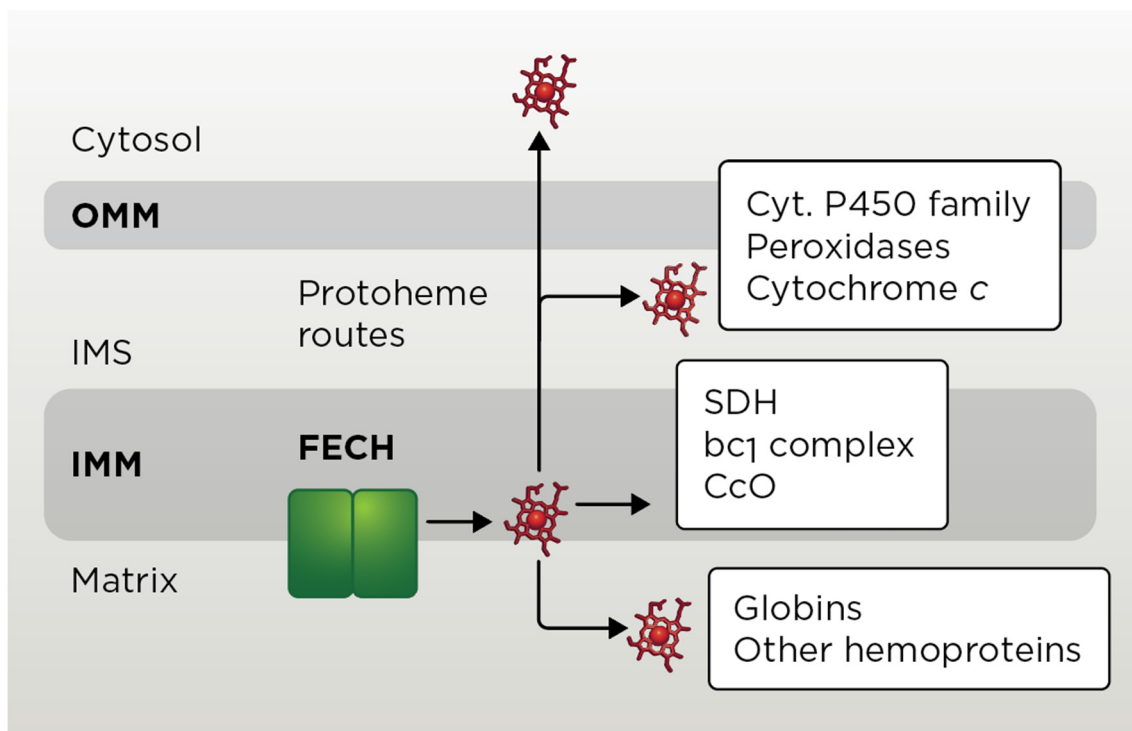 Cytosol
OMM
Cyt. P450 family
Peroxidases
Cytochrome c
Protoheme
routes
IMS
SDH
bc1 complex
CcO
FECH
IMM
Matrix
Globins
Other hemoproteins